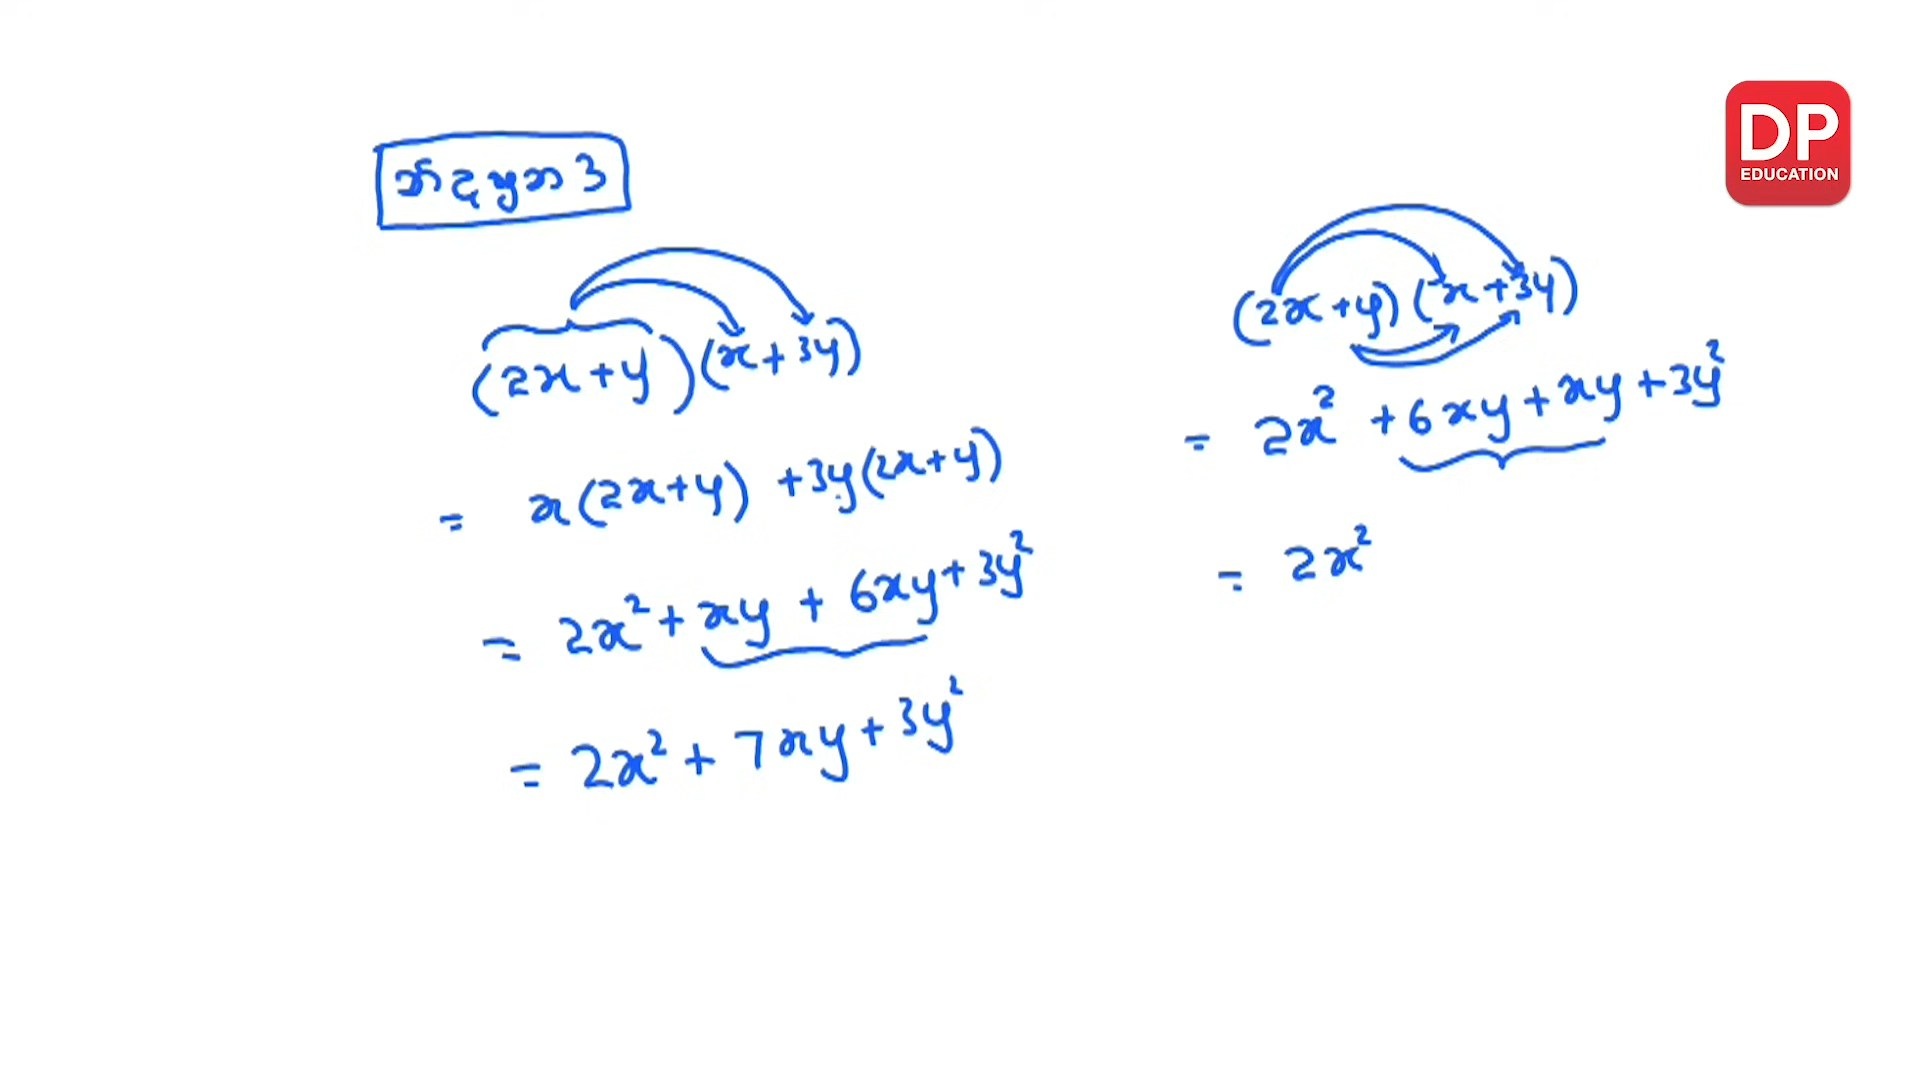 නිදසුන 3
DP
EDUCATION
(2x+y)(x+3y)
= x(2x+y) +3y(2x+y)
= 2x² + xy + 6xy + 3y²
= 2x² + 7xy + 3y²
(2x+y)(x+3y)
= 2x² + 6xy + xy + 3y²
= 2x²